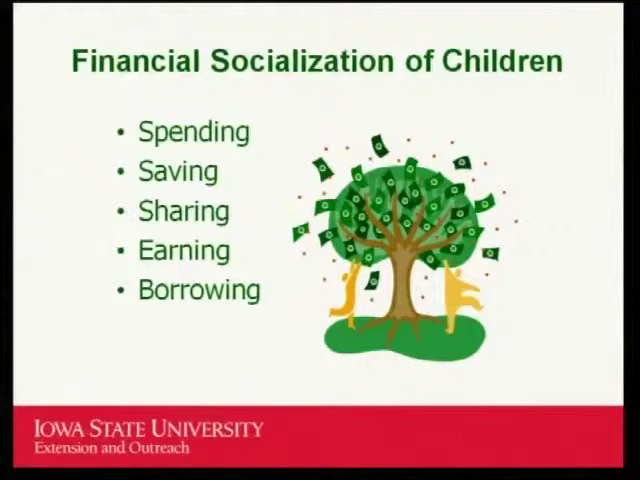 Financial Socialization of Children
• Spending
• Saving
• Sharing
• Earning
• Borrowing
IOWA STATE UNIVERSITY
Extension and Outreach